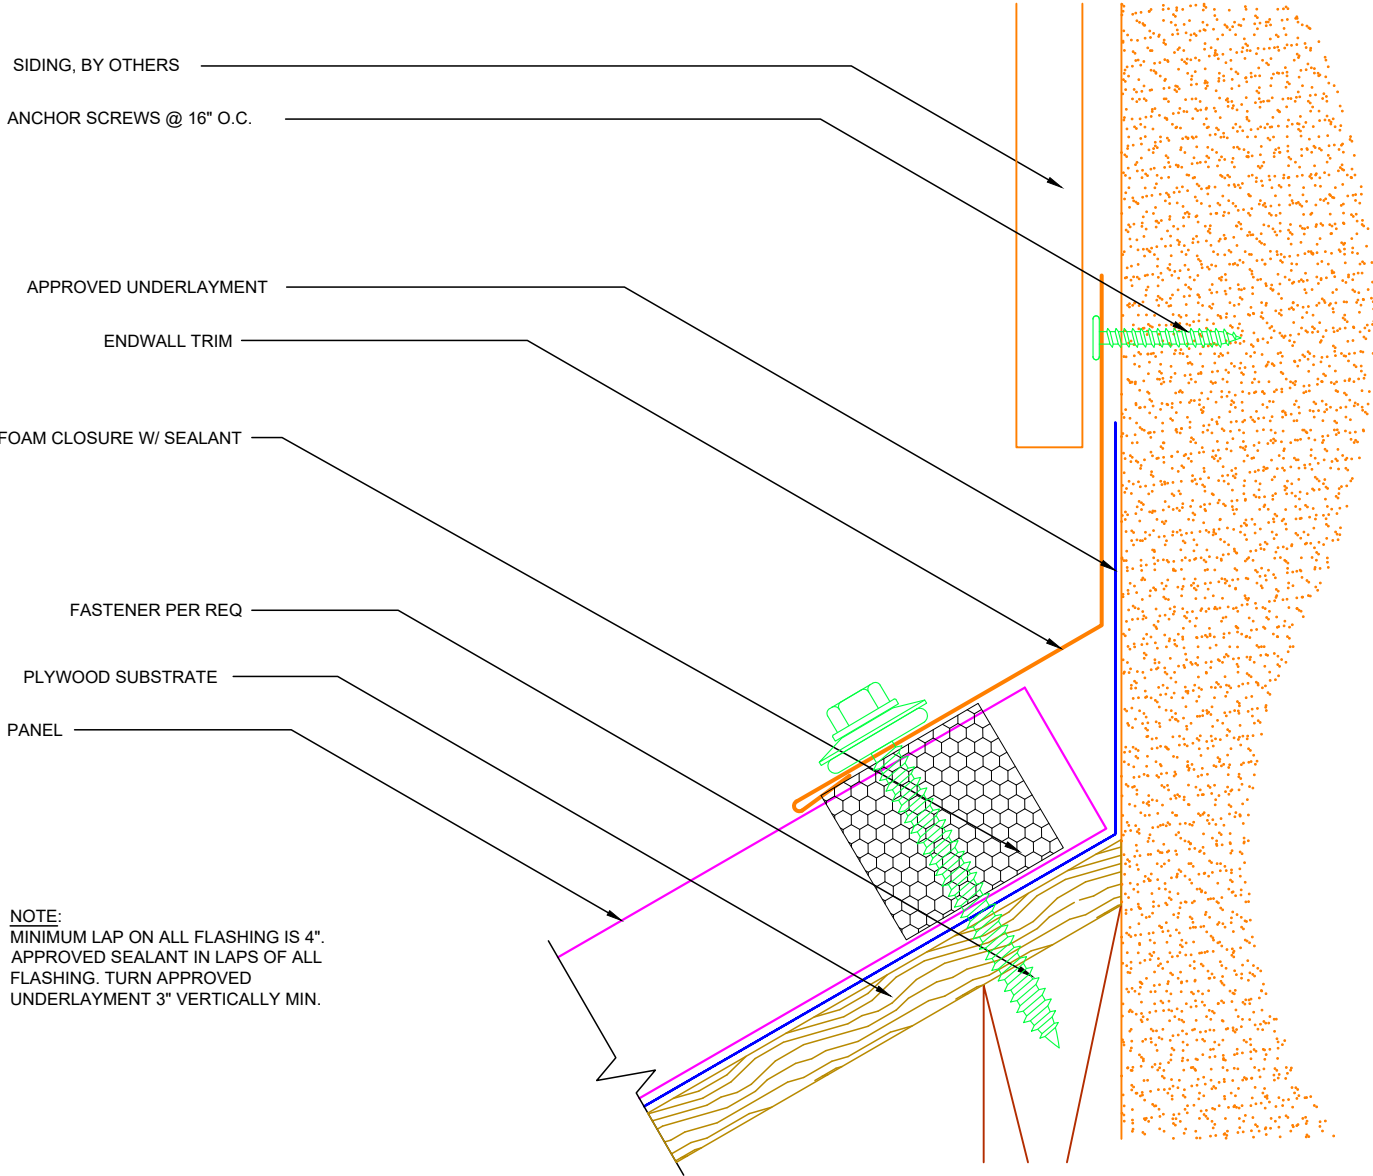 SIDING, BY OTHERS
ANCHOR SCREWS @ 16" O.C.
APPROVED UNDERLAYMENT
ENDWALL TRIM
FOAM CLOSURE W/ SEALANT
FASTENER PER REQ
PLYWOOD SUBSTRATE
PANEL
NOTE:
MINIMUM LAP ON ALL FLASHING IS 4".
APPROVED SEALANT IN LAPS OF ALL
FLASHING. TURN APPROVED
UNDERLAYMENT 3" VERTICALLY MIN.